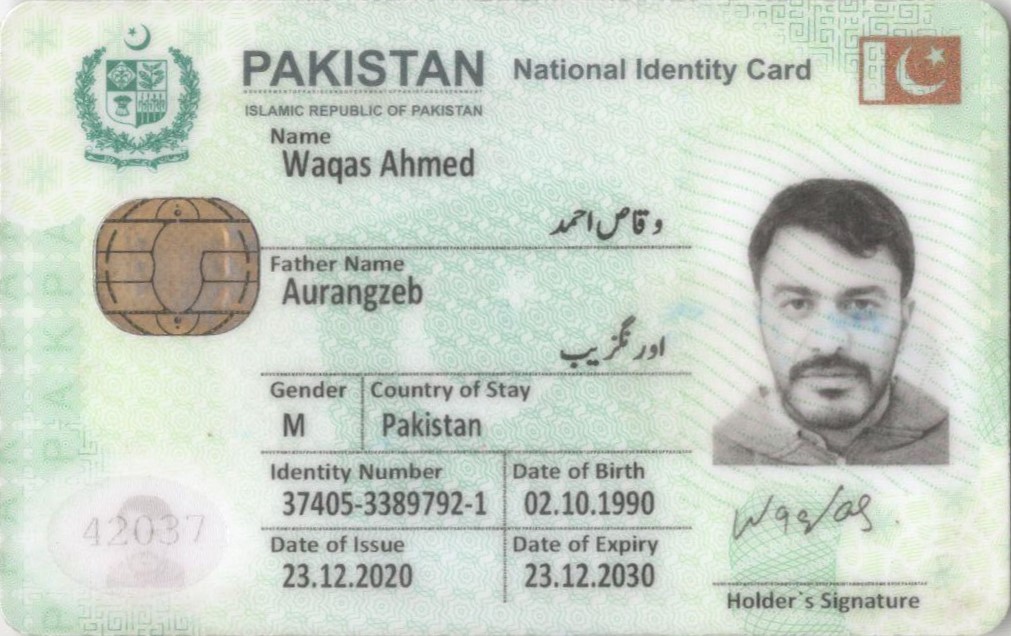 PAKISTAN National Identity Card
ISLAMIC REPUBLIC OF PAKISTAN
Name
Waqas Ahmed
وقاص احمد
Father Name
Aurangzeb
اورنگزیب
Gender Country of Stay
M Pakistan
Identity Number Date of Birth
37405-3389792-1 02.10.1990
Date of Issue Date of Expiry
23.12.2020 23.12.2030
42037
Waqas
Holder`s Signature